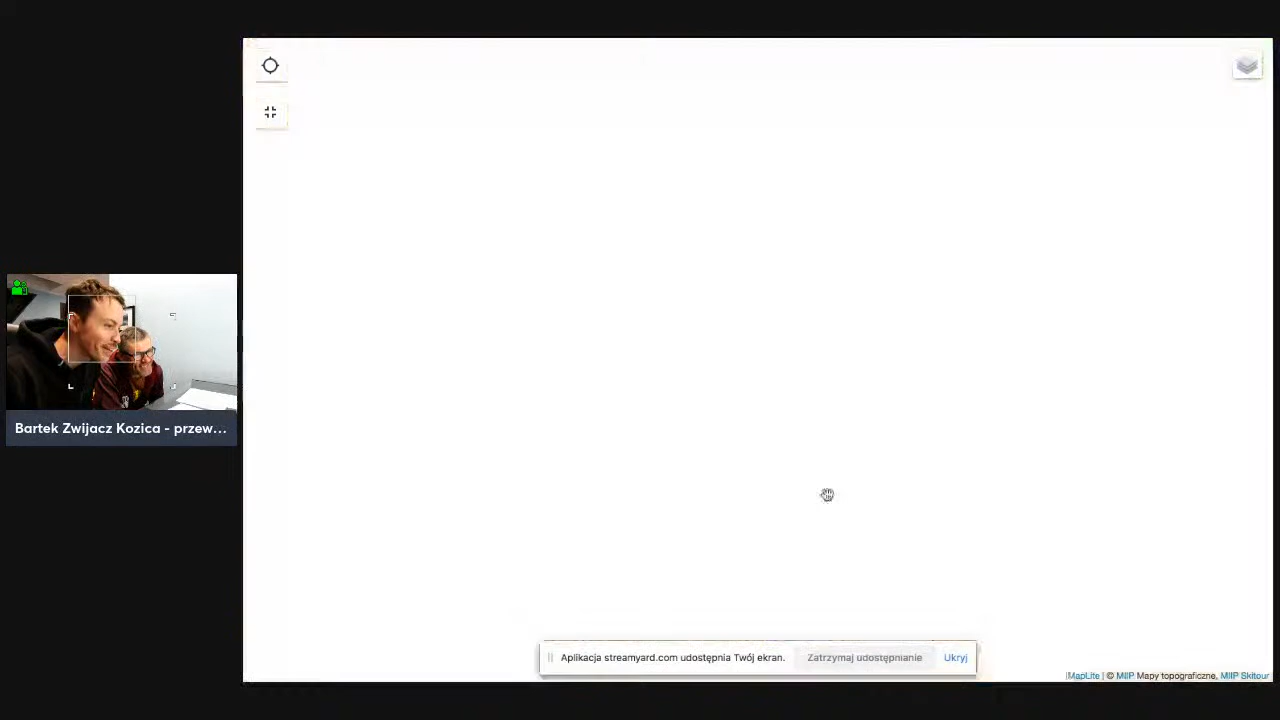 Bartek Zwijacz Kozica - przew...
Aplikacja streamyard.com udostępnia Twój ekran.
Zatrzymaj udostępnianie
Ukryj
MapLite | © MIIP Mapy topograficzne, MIIP Skitour